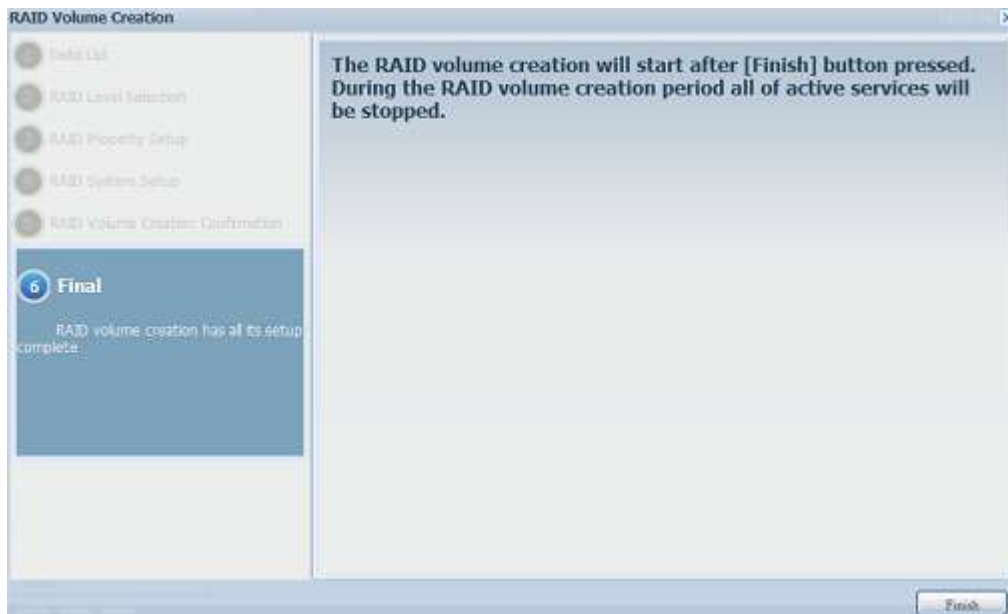 RAID Volume Creation
RAID Level Selection
RAID Property Setup
RAID System Setup
RAID Volume Creation Confirmation
6 Final
RAID volume creation has all its setup
complete
The RAID volume creation will start after [Finish] button pressed.
During the RAID volume creation period all of active services will
be stopped.
Finish